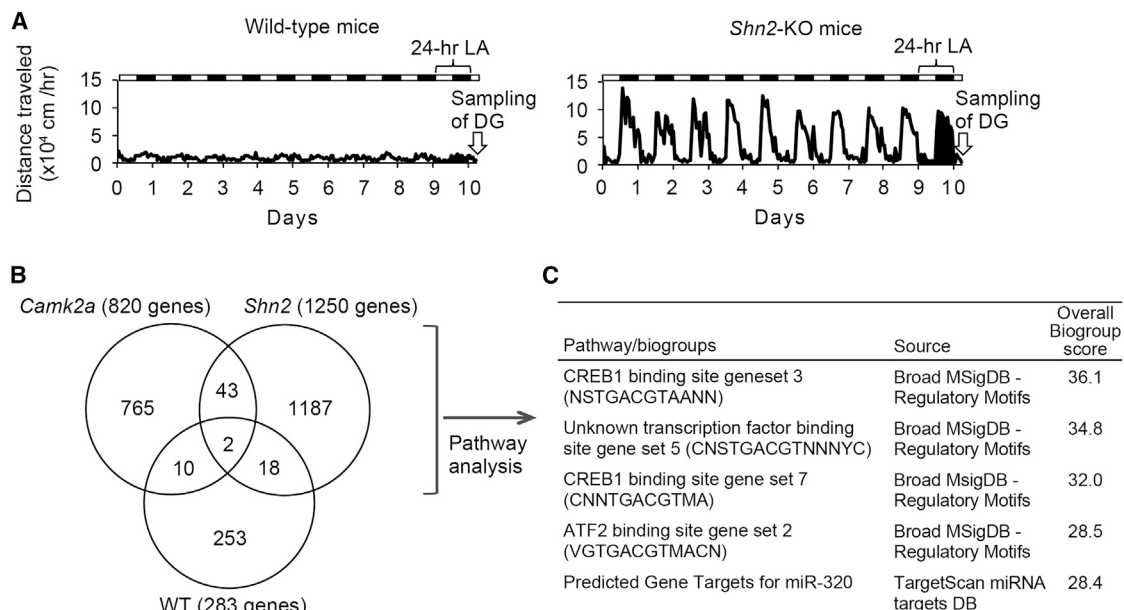 A
Wild-type mice
24-hr LA
Distance traveled
(x10⁴ cm /hr)
15
10
5
0
Sampling
of DG
0 1 2 3 4 5 6 7 8 9 10
Days
Shn2-KO mice
24-hr LA
15
10
5
0
Sampling
of DG
0 1 2 3 4 5 6 7 8 9 10
Days
B
Camk2a (820 genes) Shn2 (1250 genes)
43
765
1187
2
10
18
253
WT (283 genes)
Pathway
analysis
C
Overall
Biogroup
score
Pathway/biogroups Source
CREB1 binding site geneset 3
(NSTGACGTAANN)
Broad MSigDB -
Regulatory Motifs
36.1
Unknown transcription factor binding
site gene set 5 (CNSTGACGTNNNYC)
Broad MSigDB -
Regulatory Motifs
34.8
CREB1 binding site gene set 7
(CNNTGACGTMA)
Broad MsigDB -
Regulatory Motifs
32.0
ATF2 binding site gene set 2
(VGTGACGTMACN)
Broad MSigDB -
Regulatory Motifs
28.5
Predicted Gene Targets for miR-320
TargetScan miRNA
targets DB
28.4